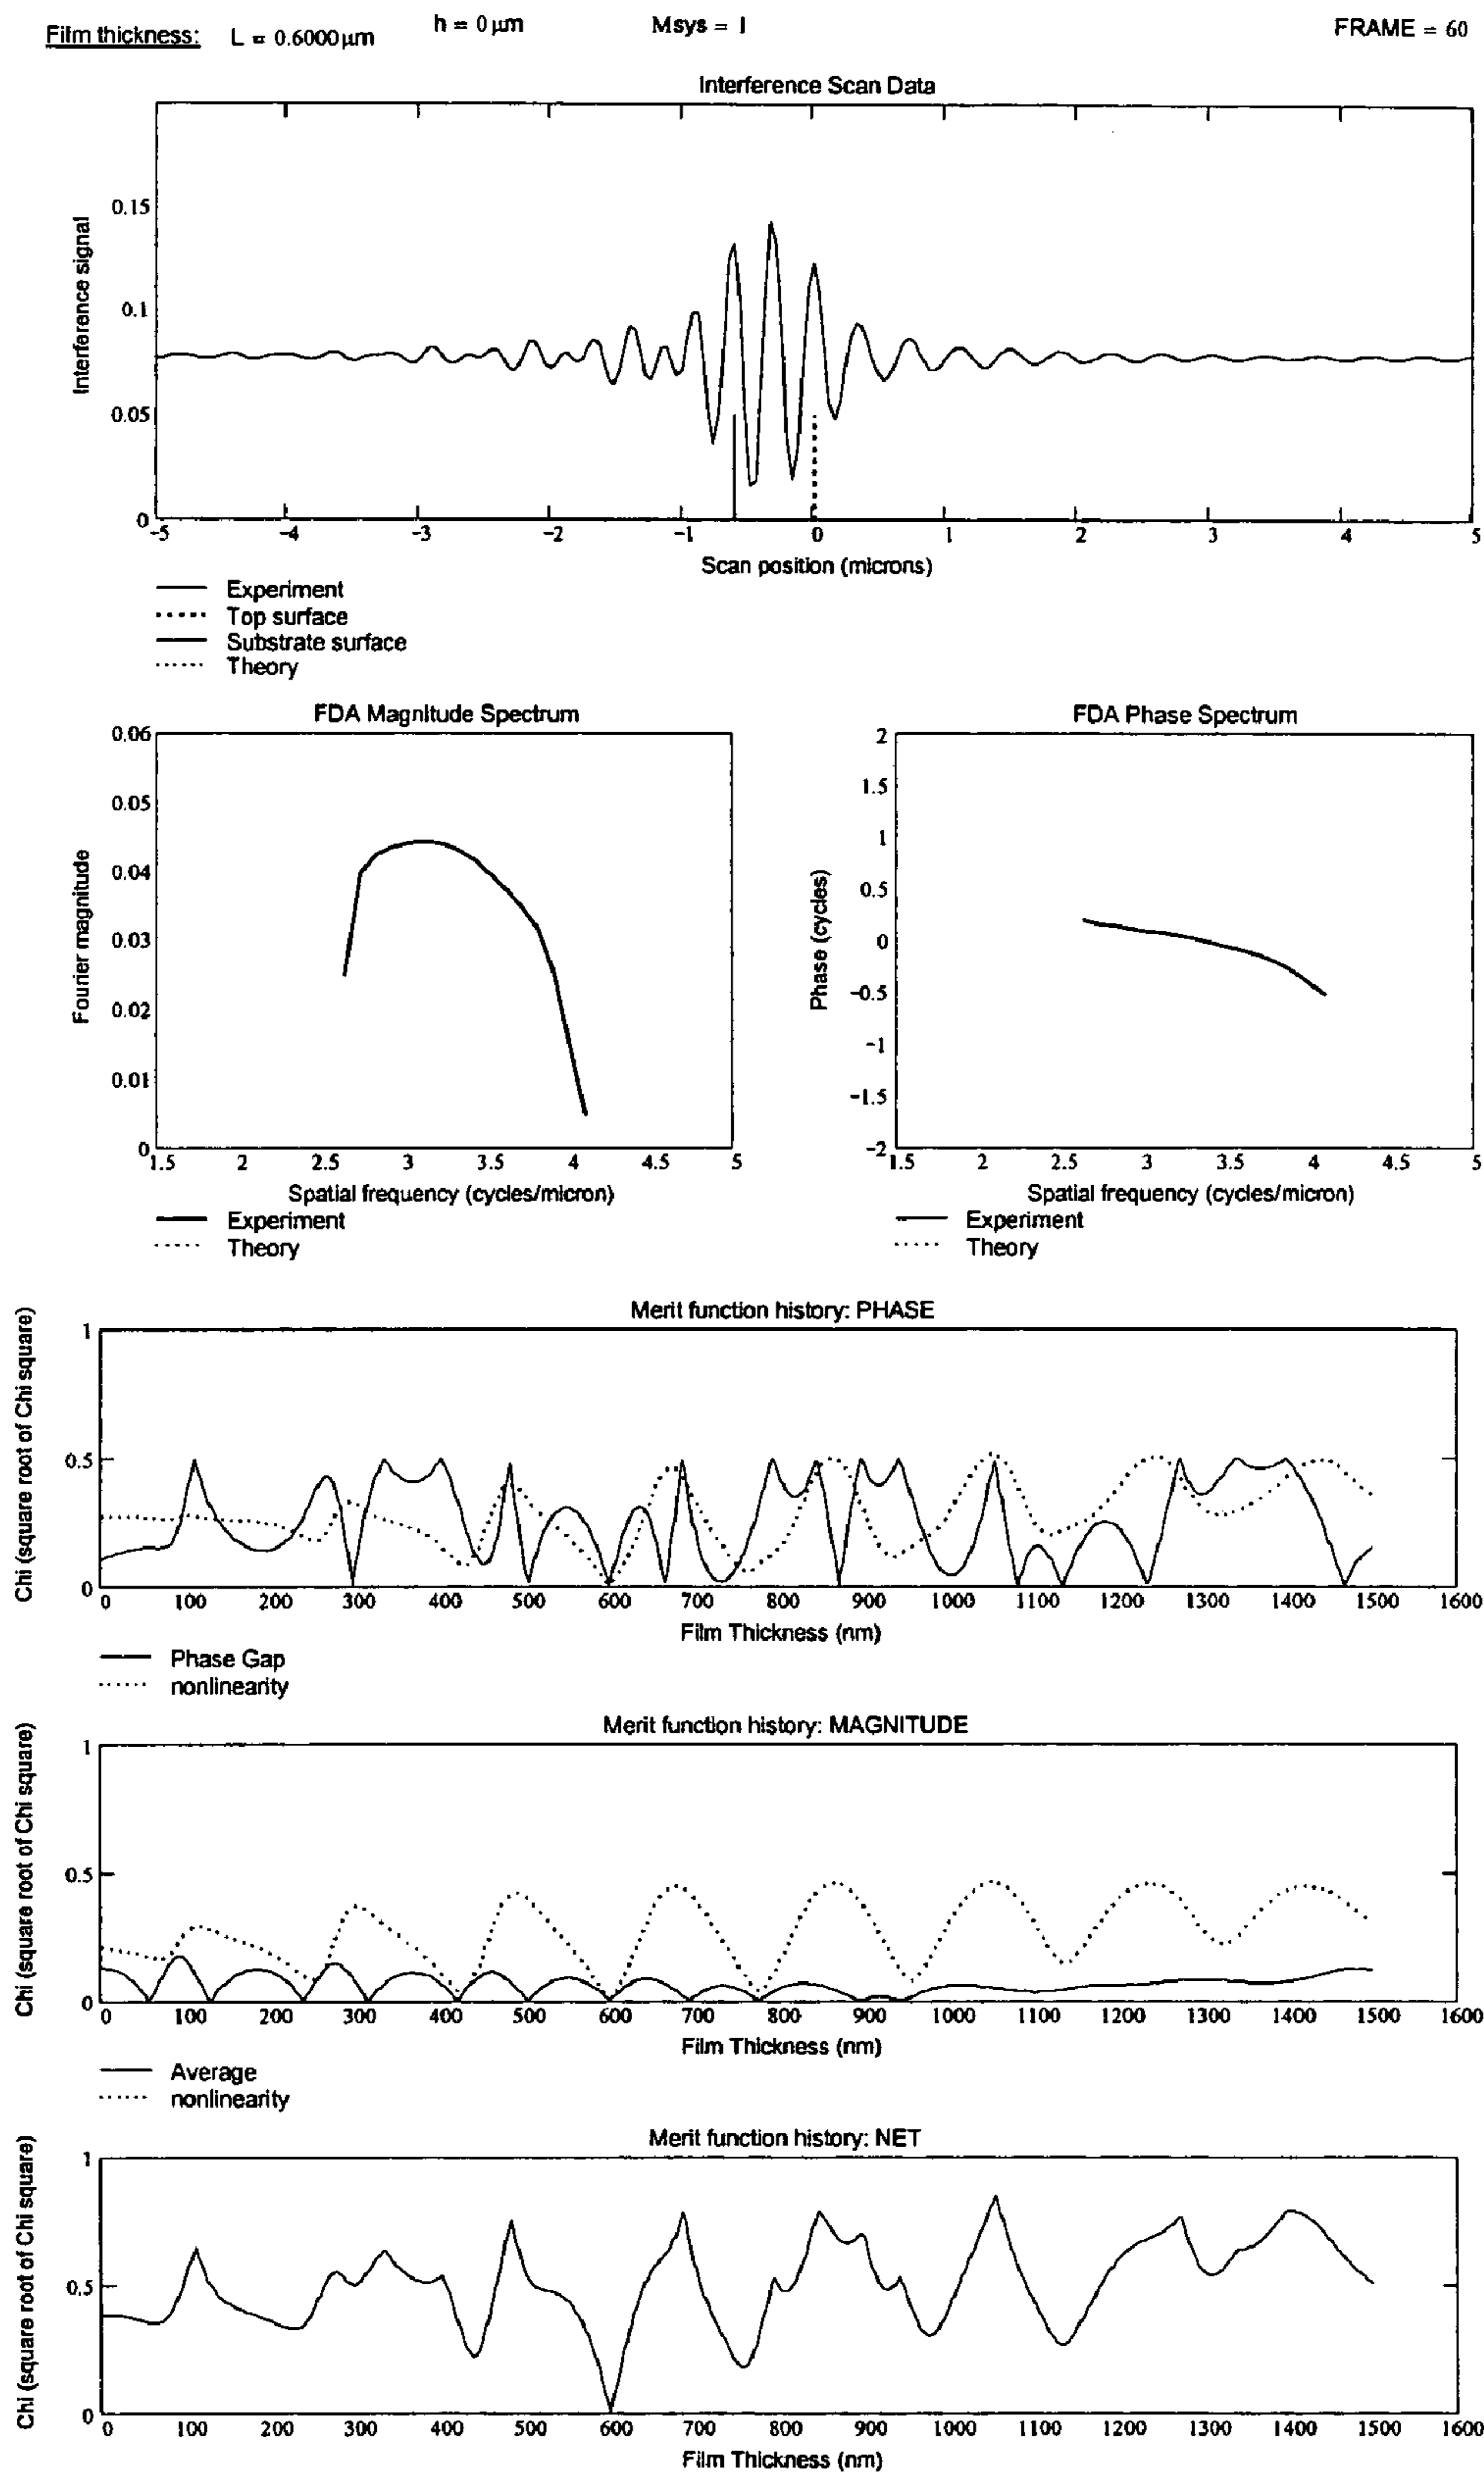 Film thickness: L = 0.6000 µm h = 0 µm Msys = 1 FRAME = 60
Interference Scan Data
Interference signal
0.15
0.1
0.05
0
-5 -4 -3 -2 -1 0 1 2 3 4 5
Scan position (microns)
Experiment
Top surface
Substrate surface
Theory
FDA Magnitude Spectrum
Fourier magnitude
0.06
0.05
0.04
0.03
0.02
0.01
0
1.5 2 2.5 3 3.5 4 4.5 5
Spatial frequency (cycles/micron)
Experiment
Theory
FDA Phase Spectrum
Phase (cycles)
2
1.5
1
0.5
0
-0.5
-1
-1.5
-2
1.5 2 2.5 3 3.5 4 4.5 5
Spatial frequency (cycles/micron)
Experiment
Theory
Merit function history: PHASE
Chi (square root of Chi square)
1
0.5
0
0 100 200 300 400 500 600 700 800 900 1000 1100 1200 1300 1400 1500 1600
Film Thickness (nm)
Phase Gap
nonlinearity
Merit function history: MAGNITUDE
Chi (square root of Chi square)
1
0.5
0
0 100 200 300 400 500 600 700 800 900 1000 1100 1200 1300 1400 1500 1600
Film Thickness (nm)
Average
nonlinearity
Merit function history: NET
Chi (square root of Chi square)
1
0.5
0
0 100 200 300 400 500 600 700 800 900 1000 1100 1200 1300 1400 1500 1600
Film Thickness (nm)